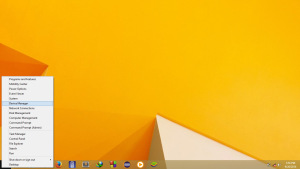 Programs and Features
Mobility Center
Power Options
Event Viewer
System
Device Manager
Network Connections
Disk Management
Computer Management
Command Prompt
Command Prompt (Admin)
Task Manager
Control Panel
File Explorer
Search
Run
Shut down or sign out
Desktop